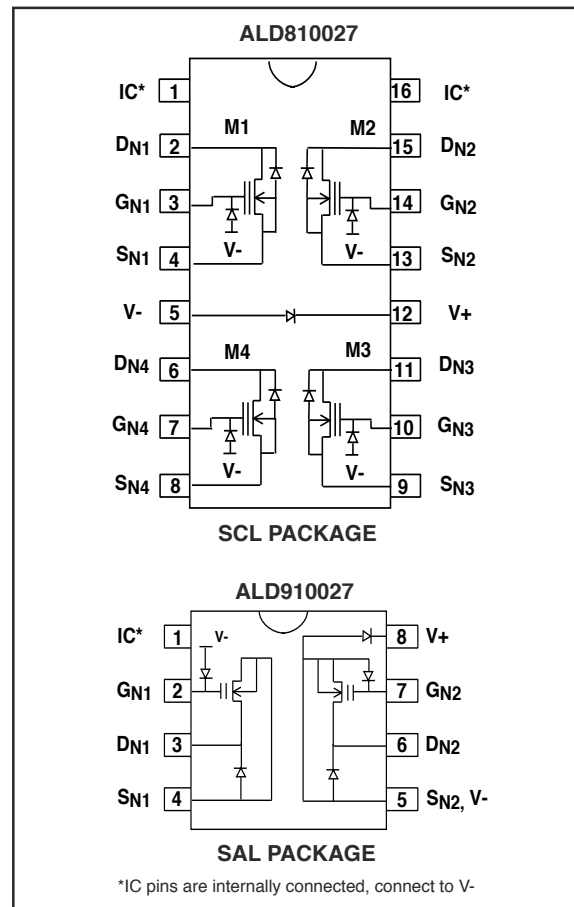 ALD810027
IC* 1 16 IC*
M1 M2
DN1 2 15 DN2
GN1 3 14 GN2
V- V-
SN1 4 13 SN2
V- 5 12 V+
M4 M3
DN4 6 11 DN3
GN4 7 10 GN3
V- V-
SN4 8 9 SN3
SCL PACKAGE
ALD910027
IC* 1 V- 8 V+
GN1 2 7 GN2
DN1 3 6 DN2
SN1 4 5 SN2, V-
SAL PACKAGE
*IC pins are internally connected, connect to V-